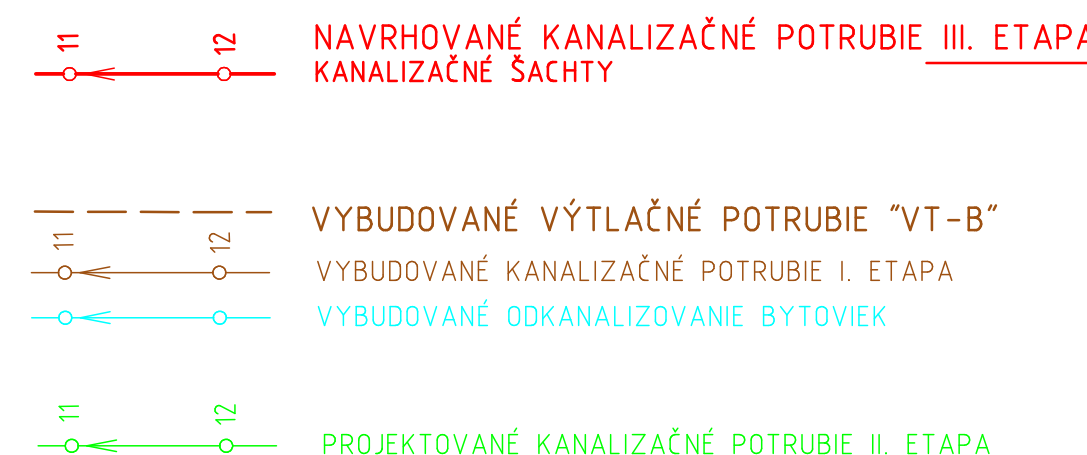 11 12 NAVRHOVANÉ KANALIZAČNÉ POTRUBIE III. ETAPA
KANALIZAČNÉ ŠACHTY
VYBUDOVANÉ VÝTLAČNÉ POTRUBIE "VT-B"
11 12
VYBUDOVANÉ KANALIZAČNÉ POTRUBIE I. ETAPA
VYBUDOVANÉ ODKANALIZOVANIE BYTOVIEK
11 12
PROJEKTOVANÉ KANALIZAČNÉ POTRUBIE II. ETAPA